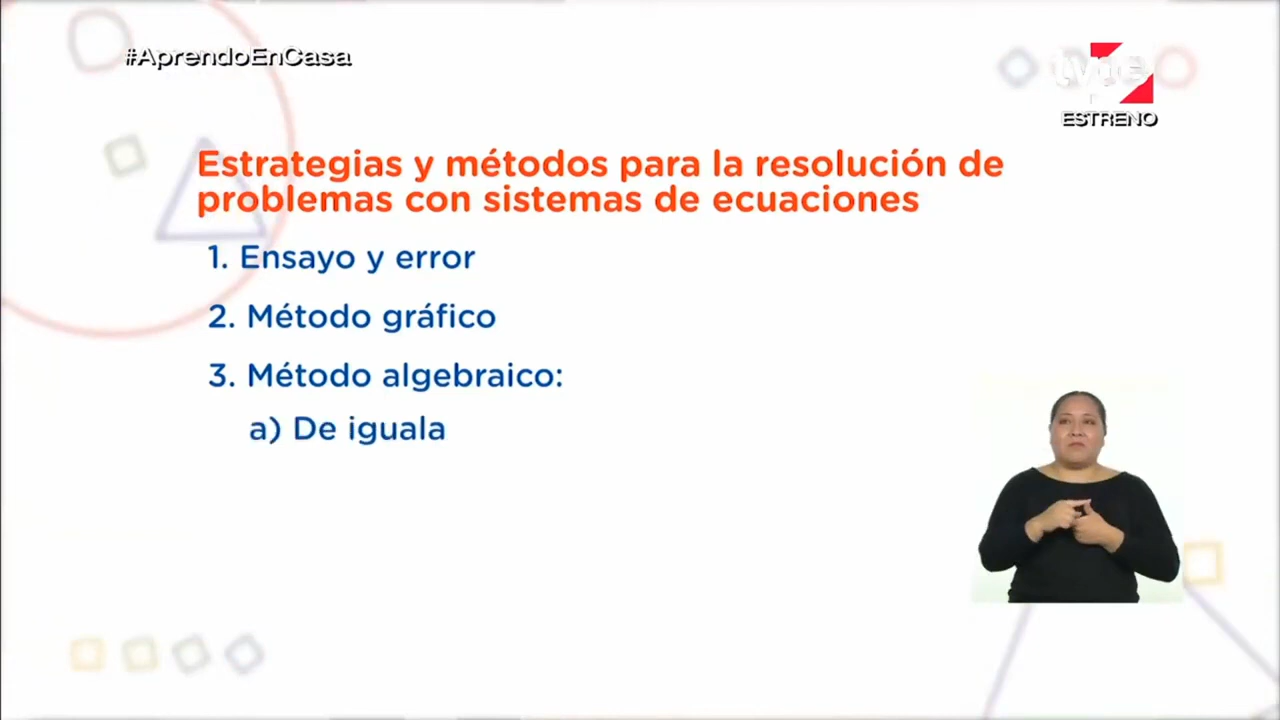 #AprendoEnCasa
tvPE
ESTRENO
Estrategias y métodos para la resolución de
problemas con sistemas de ecuaciones
1. Ensayo y error
2. Método gráfico
3. Método algebraico:
a) De iguala